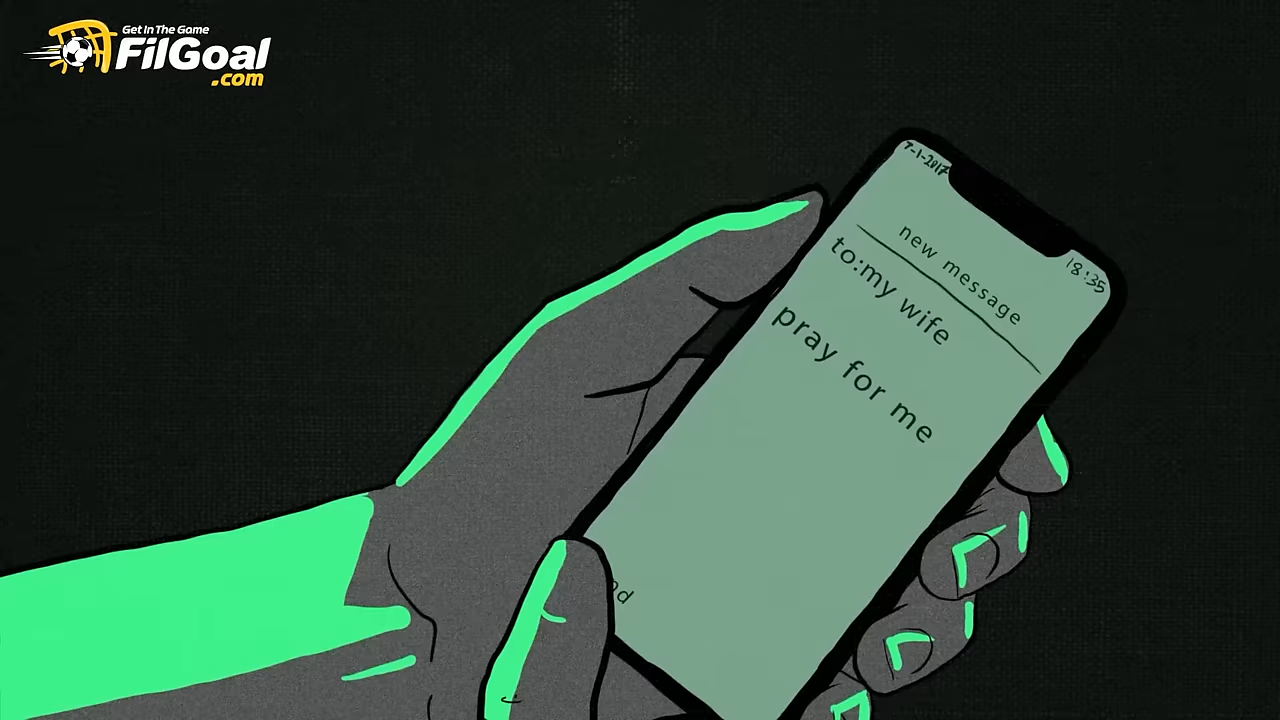 Get In The Game
FilGoal
.com
7-1-2017
18:35
new message
to:my wife
pray for me
nd